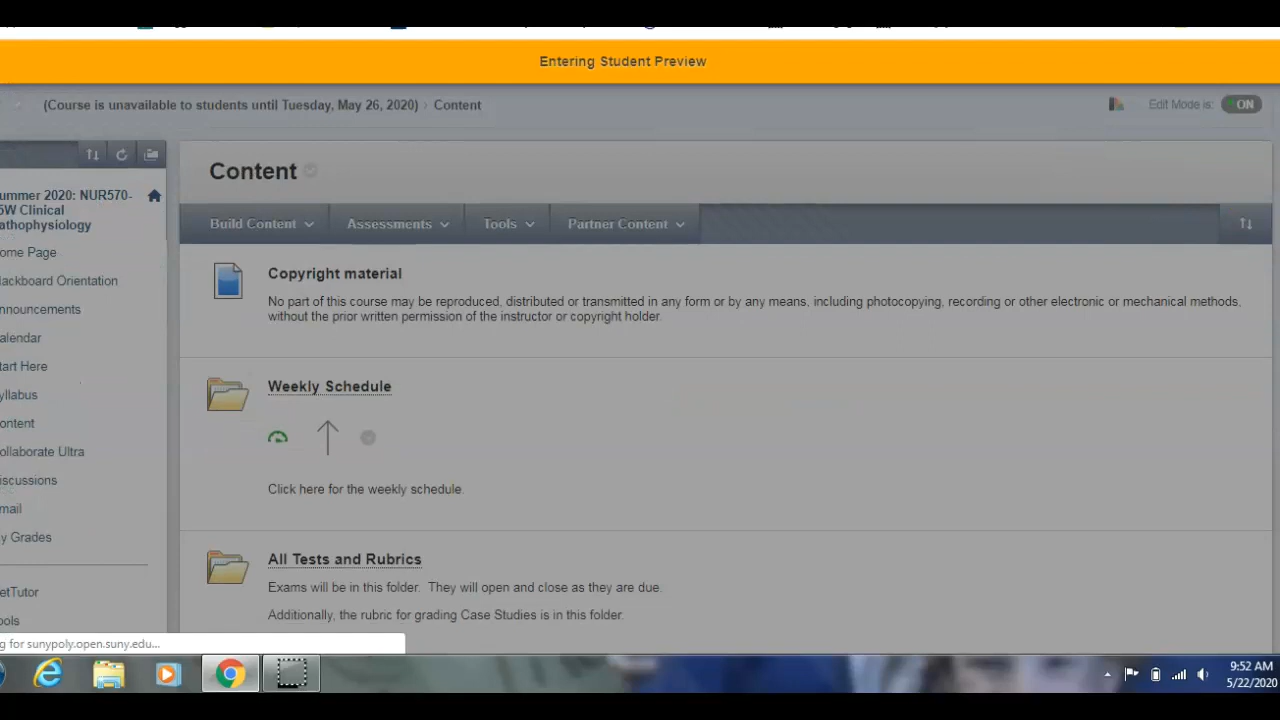 Entering Student Preview
(Course is unavailable to students until Tuesday, May 26, 2020) › Content
Edit Mode is: ON
ummer 2020: NUR570-
5W Clinical
athophysiology
ome Page
lackboard Orientation
nnouncements
alendar
tart Here
yllabus
ontent
ollaborate Ultra
iscussions
mail
y Grades
etTutor
ools
Content
Build Content
Assessments
Tools
Partner Content
Copyright material
No part of this course may be reproduced, distributed or transmitted in any form or by any means, including photocopying, recording or other electronic or mechanical methods,
without the prior written permission of the instructor or copyright holder.
Weekly Schedule
Click here for the weekly schedule.
All Tests and Rubrics
Exams will be in this folder. They will open and close as they are due.
Additionally, the rubric for grading Case Studies is in this folder.
g for sunypoly.open.suny.edu...
9:52 AM
5/22/2020